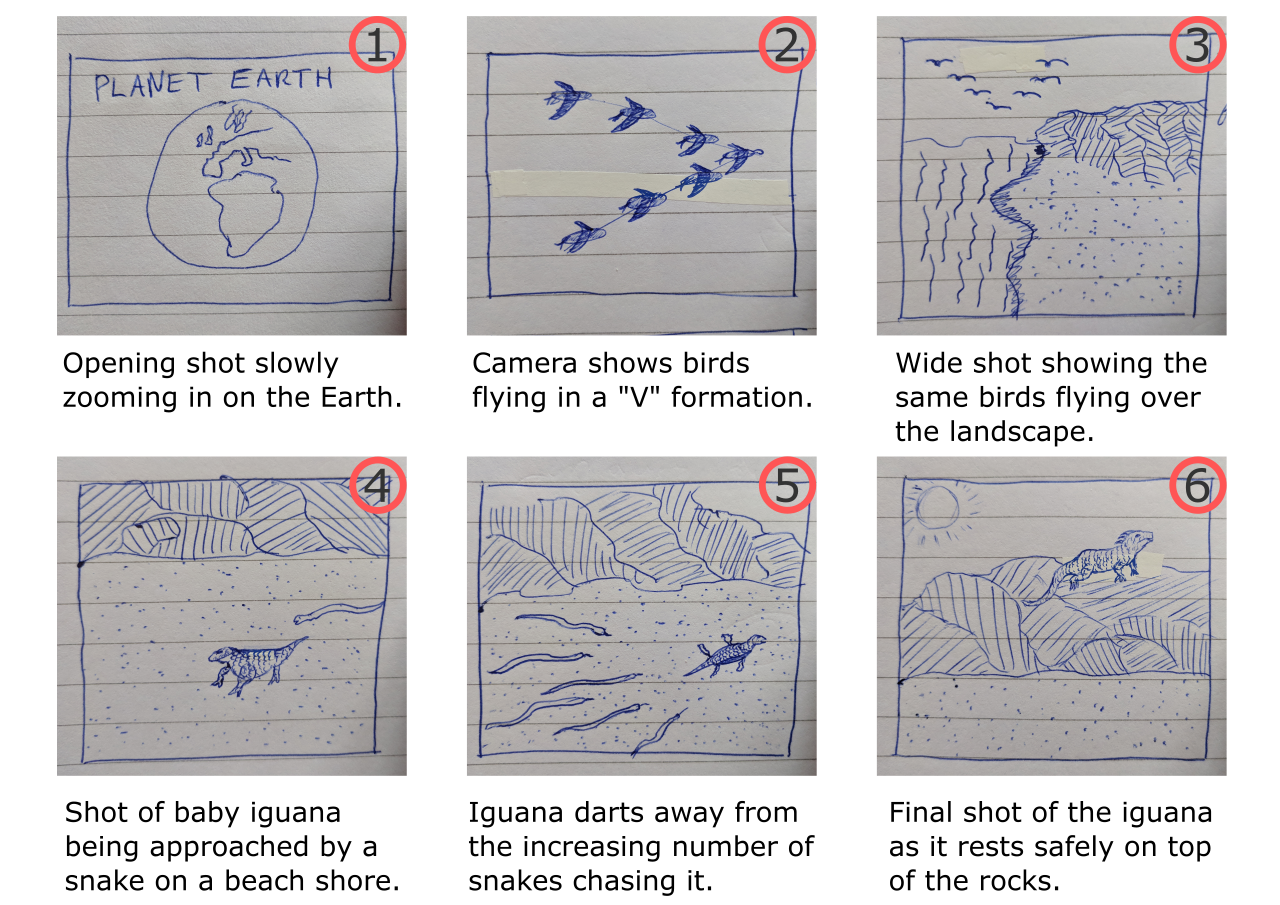 1
PLANET EARTH
Opening shot slowly
zooming in on the Earth.
2
Camera shows birds
flying in a "V" formation.
3
Wide shot showing the
same birds flying over
the landscape.
4
Shot of baby iguana
being approached by a
snake on a beach shore.
5
Iguana darts away from
the increasing number of
snakes chasing it.
6
Final shot of the iguana
as it rests safely on top
of the rocks.